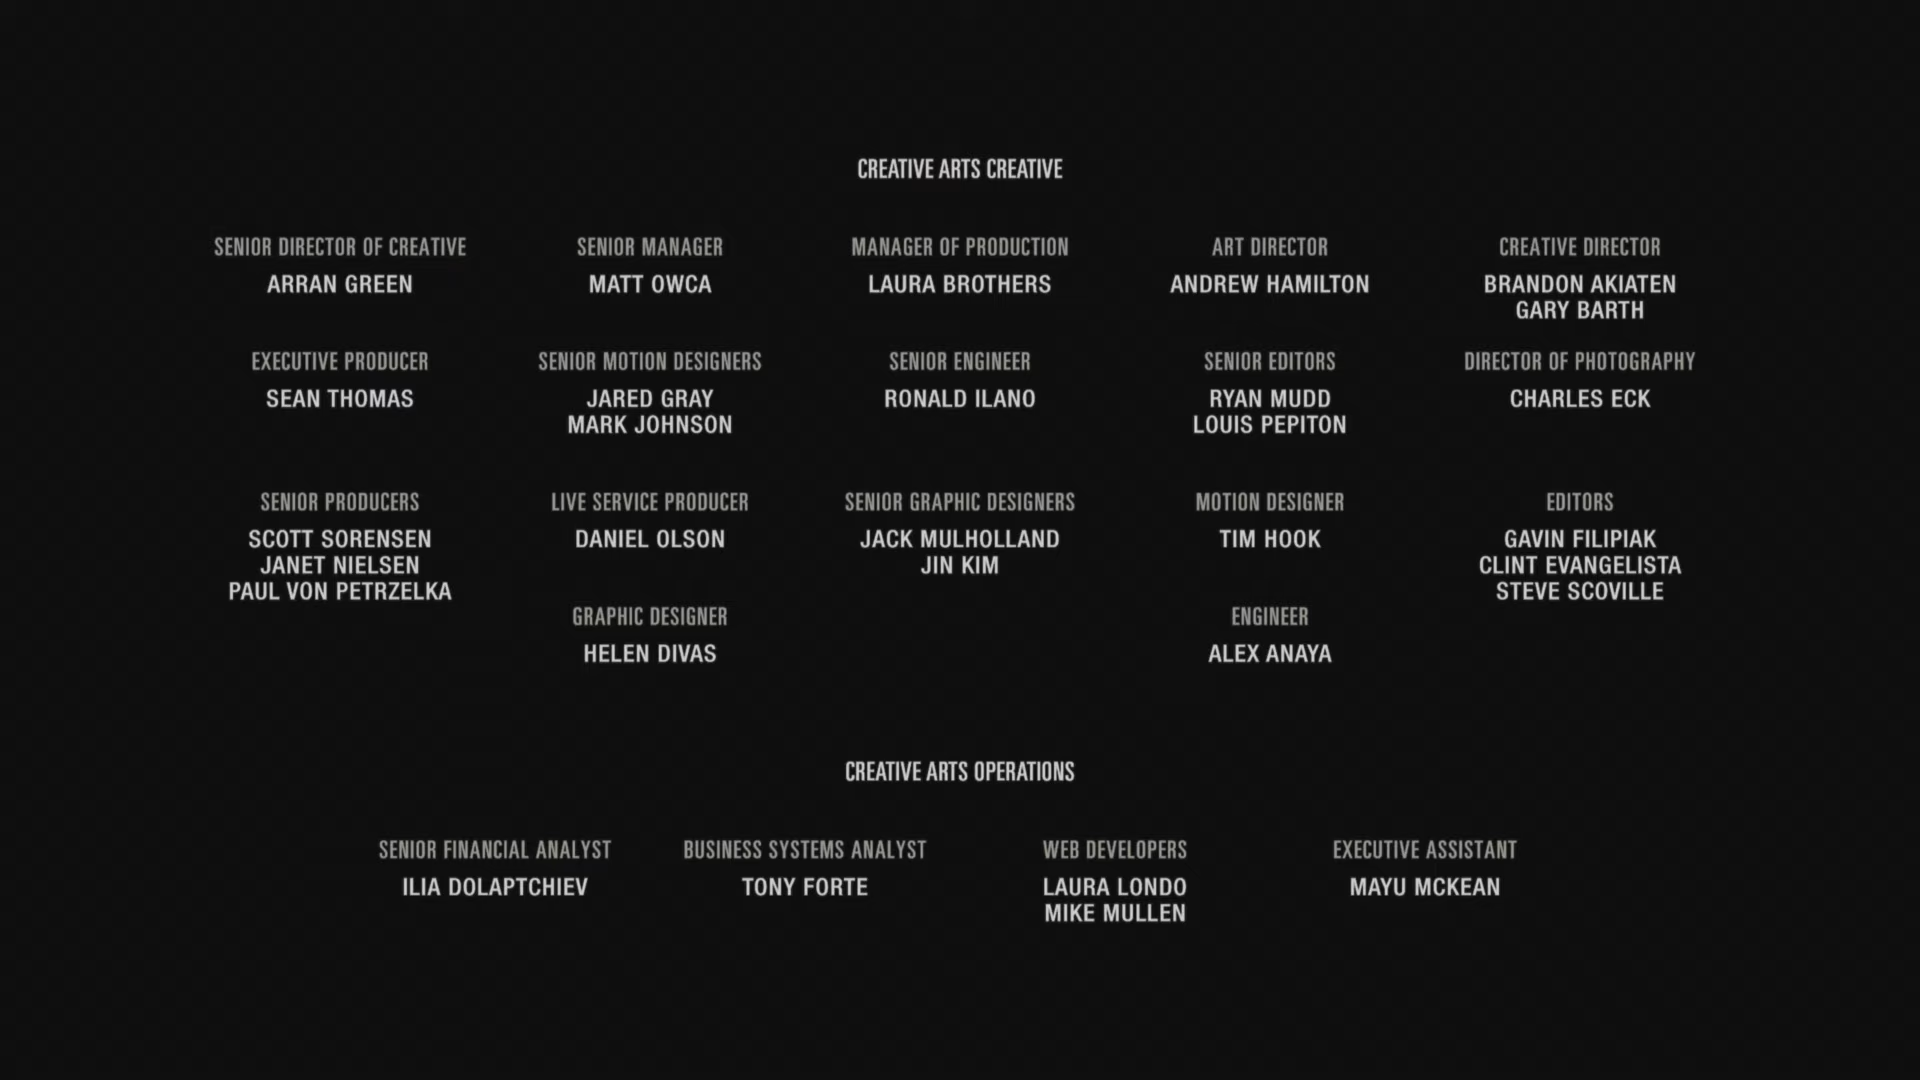 CREATIVE ARTS CREATIVE
SENIOR DIRECTOR OF CREATIVE
ARRAN GREEN
SENIOR MANAGER
MATT OWCA
MANAGER OF PRODUCTION
LAURA BROTHERS
ART DIRECTOR
ANDREW HAMILTON
CREATIVE DIRECTOR
BRANDON AKIATEN
GARY BARTH
EXECUTIVE PRODUCER
SEAN THOMAS
SENIOR MOTION DESIGNERS
JARED GRAY
MARK JOHNSON
SENIOR ENGINEER
RONALD ILANO
SENIOR EDITORS
RYAN MUDD
LOUIS PEPITON
DIRECTOR OF PHOTOGRAPHY
CHARLES ECK
SENIOR PRODUCERS
SCOTT SORENSEN
JANET NIELSEN
PAUL VON PETRZELKA
LIVE SERVICE PRODUCER
DANIEL OLSON
SENIOR GRAPHIC DESIGNERS
JACK MULHOLLAND
JIN KIM
MOTION DESIGNER
TIM HOOK
EDITORS
GAVIN FILIPIAK
CLINT EVANGELISTA
STEVE SCOVILLE
GRAPHIC DESIGNER
HELEN DIVAS
ENGINEER
ALEX ANAYA
CREATIVE ARTS OPERATIONS
SENIOR FINANCIAL ANALYST
ILIA DOLAPTCHIEV
BUSINESS SYSTEMS ANALYST
TONY FORTE
WEB DEVELOPERS
LAURA LONDO
MIKE MULLEN
EXECUTIVE ASSISTANT
MAYU MCKEAN